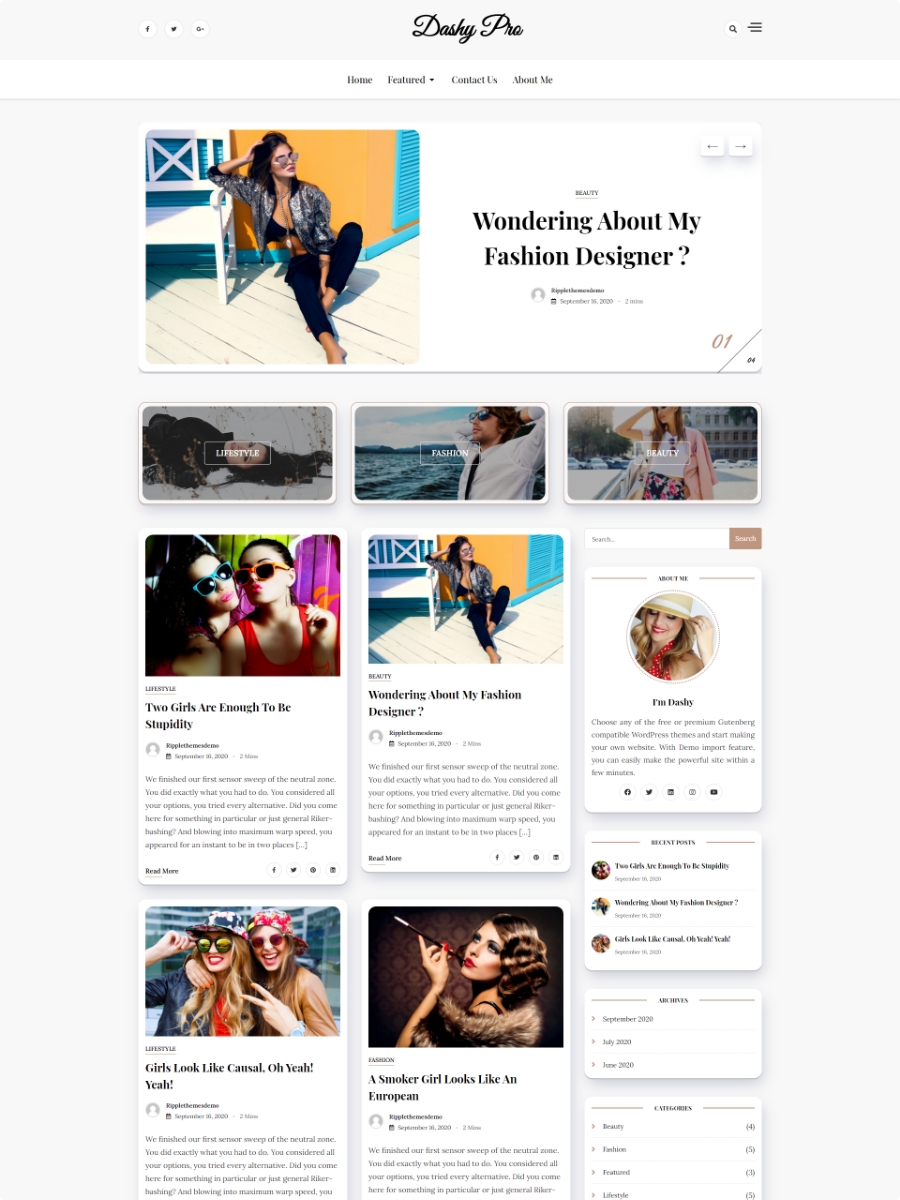 Dashy Pro
Home Featured Contact Us About Me
BEAUTY
Wondering About My
Fashion Designer ?
Ripplethemesdemo
September 16, 2020 - 2 mins
01
04
LIFESTYLE
FASHION
BEAUTY
LIFESTYLE
Two Girls Are Enough To Be
Stupidity
Ripplethemesdemo
September 16, 2020 - 2 Mins
We finished our first sensor sweep of the neutral zone.
You did exactly what you had to do. You considered all
your options, you tried every alternative. Did you come
here for something in particular or just general Riker-
bashing? And blowing into maximum warp speed, you
appeared for an instant to be in two places [...]
Read More
BEAUTY
Wondering About My Fashion
Designer ?
Ripplethemesdemo
September 16, 2020 - 2 Mins
We finished our first sensor sweep of the neutral zone.
You did exactly what you had to do. You considered all
your options, you tried every alternative. Did you come
here for something in particular or just general Riker-
bashing? And blowing into maximum warp speed, you
appeared for an instant to be in two places [...]
Read More
LIFESTYLE
Girls Look Like Causal, Oh Yeah!
Yeah!
Ripplethemesdemo
September 16, 2020 - 2 Mins
We finished our first sensor sweep of the neutral zone.
You did exactly what you had to do. You considered all
your options, you tried every alternative. Did you come
here for something in particular or just general Riker-
bashing? And blowing into maximum warp speed, you
FASHION
A Smoker Girl Looks Like An
European
Ripplethemesdemo
September 16, 2020 - 2 Mins
We finished our first sensor sweep of the neutral zone.
You did exactly what you had to do. You considered all
your options, you tried every alternative. Did you come
here for something in particular or just general Riker-
Search... Search
ABOUT ME
I'm Dashy
Choose any of the free or premium Gutenberg
compatible WordPress themes and start making
your own website. With Demo import feature,
you can easily make the powerful site within a
few minutes.
RECENT POSTS
Two Girls Are Enough To Be Stupidity
September 16, 2020
Wondering About My Fashion Designer ?
September 16, 2020
Girls Look Like Causal, Oh Yeah! Yeah!
September 16, 2020
ARCHIVES
September 2020
July 2020
June 2020
CATEGORIES
Beauty (4)
Fashion (5)
Featured (3)
Lifestyle (5)